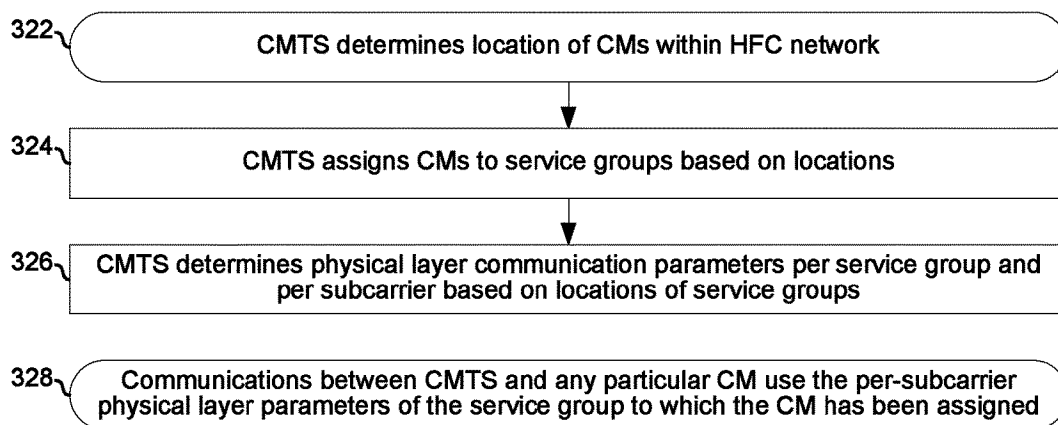 322
CMTS determines location of CMs within HFC network
324
CMTS assigns CMs to service groups based on locations
326
CMTS determines physical layer communication parameters per service group and
per subcarrier based on locations of service groups
328
Communications between CMTS and any particular CM use the per-subcarrier
physical layer parameters of the service group to which the CM has been assigned